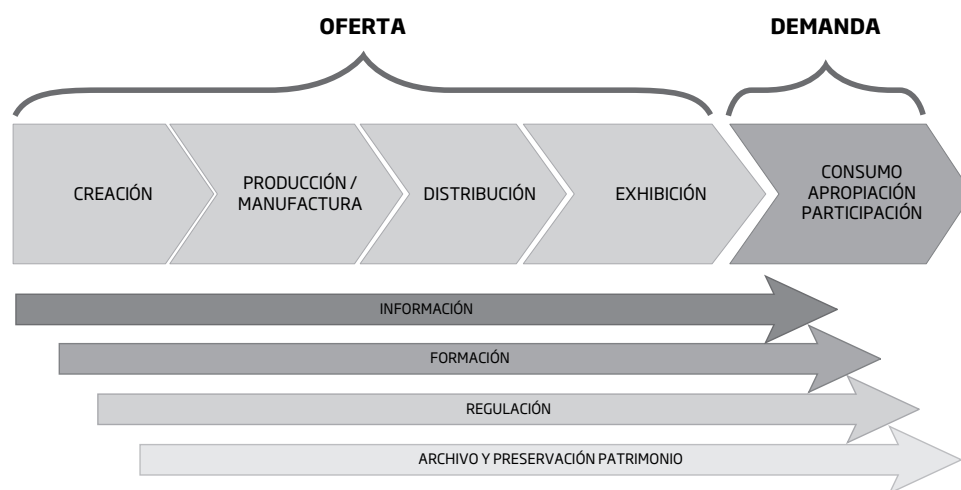 OFERTA
DEMANDA
CREACIÓN
PRODUCCIÓN /
MANUFACTURA
DISTRIBUCIÓN
EXHIBICIÓN
CONSUMO
APROPIACIÓN
PARTICIPACIÓN
INFORMACIÓN
FORMACIÓN
REGULACIÓN
ARCHIVO Y PRESERVACIÓN PATRIMONIO